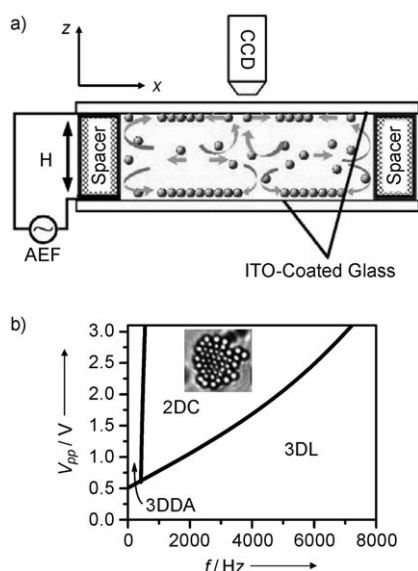 a)
z
x
CCD
H
Spacer
Spacer
AEF
ITO-Coated Glass
b)
3.0
2.5
2.0
1.5
1.0
0.5
0.0
V_pp / V
2DC
3DL
3DDA
0
2000
4000
6000
8000
f / Hz